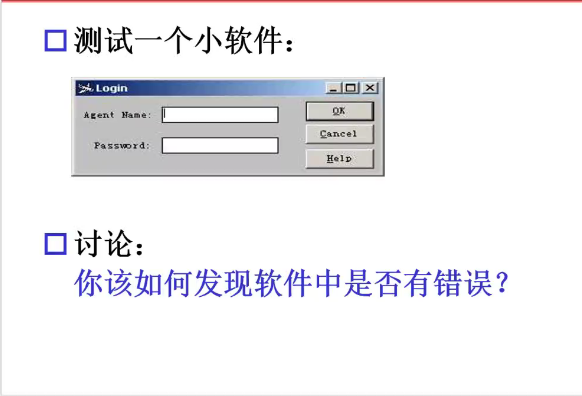 测试一个小软件：
Login
Agent Name:
OK
Cancel
Password:
Help
讨论：
你该如何发现软件中是否有错误？